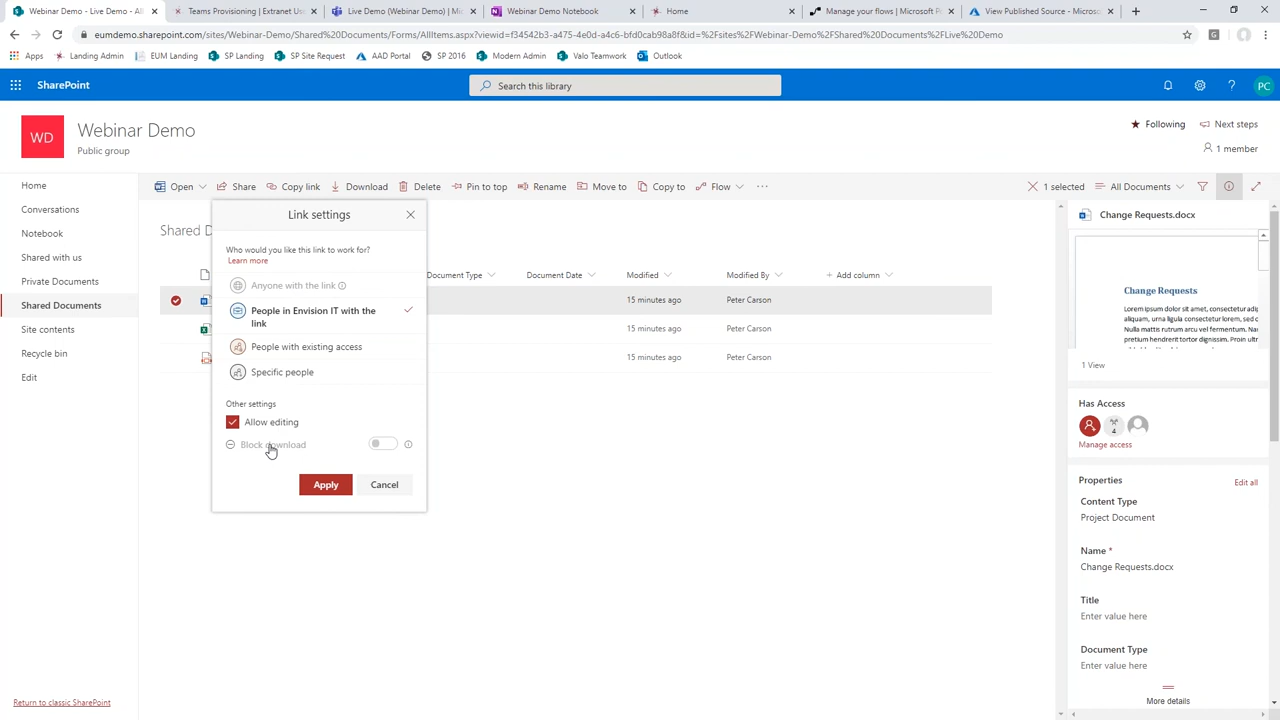 Webinar Demo - Live Demo - All
Teams Provisioning | Extranet Us
Live Demo (Webinar Demo) | Mi
Webinar Demo Notebook
Home
Manage your flows | Microsoft P
View Published Source - Microso
eumdemo.sharepoint.com/sites/Webinar-Demo/Shared%20Documents/Forms/AllItems.aspx?viewid=f34542b3-a475-4e0d-a4c6-bfd0cab98a8f&id=%2Fsites%2FWebinar-Demo%2FShared%20Documents%2FLive%20Demo
Apps
Landing Admin
EUM Landing
SP Landing
SP Site Request
AAD Portal
SP 2016
Modern Admin
Valo Teamwork
Outlook
SharePoint
Search this library
PC
WD
Webinar Demo
Public group
Following
Next steps
1 member
Home
Conversations
Notebook
Shared with us
Private Documents
Shared Documents
Site contents
Recycle bin
Edit
Return to classic SharePoint
Open
Share
Copy link
Download
Delete
Pin to top
Rename
Move to
Copy to
Flow
1 selected
All Documents
Shared D
Document Type
Document Date
Modified
Modified By
Add column
15 minutes ago
Peter Carson
15 minutes ago
Peter Carson
15 minutes ago
Peter Carson
Link settings
Who would you like this link to work for?
Learn more
Anyone with the link
People in Envision IT with the
link
People with existing access
Specific people
Other settings
Allow editing
Block download
Apply
Cancel
Change Requests.docx
Change Requests
Lorem ipsum dolor sit amet, consectetur
1 View
Has Access
4
Manage access
Properties
Edit all
Content Type
Project Document
Name *
Change Requests.docx
Title
Enter value here
Document Type
Enter value here
More details